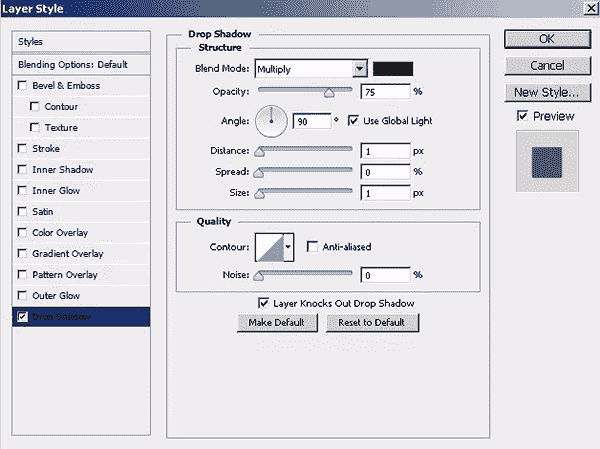 Layer Style
Styles
Blending Options: Default
Bevel & Emboss
Contour
Texture
Stroke
Inner Shadow
Inner Glow
Satin
Color Overlay
Gradient Overlay
Pattern Overlay
Outer Glow
Drop Shadow
Drop Shadow
Structure
Blend Mode: Multiply
Opacity: 75 %
Angle: 90 ° Use Global Light
Distance: 1 px
Spread: 0 %
Size: 1 px
Quality
Contour: Anti-aliased
Noise: 0 %
Layer Knocks Out Drop Shadow
Make Default Reset to Default
OK
Cancel
New Style...
Preview